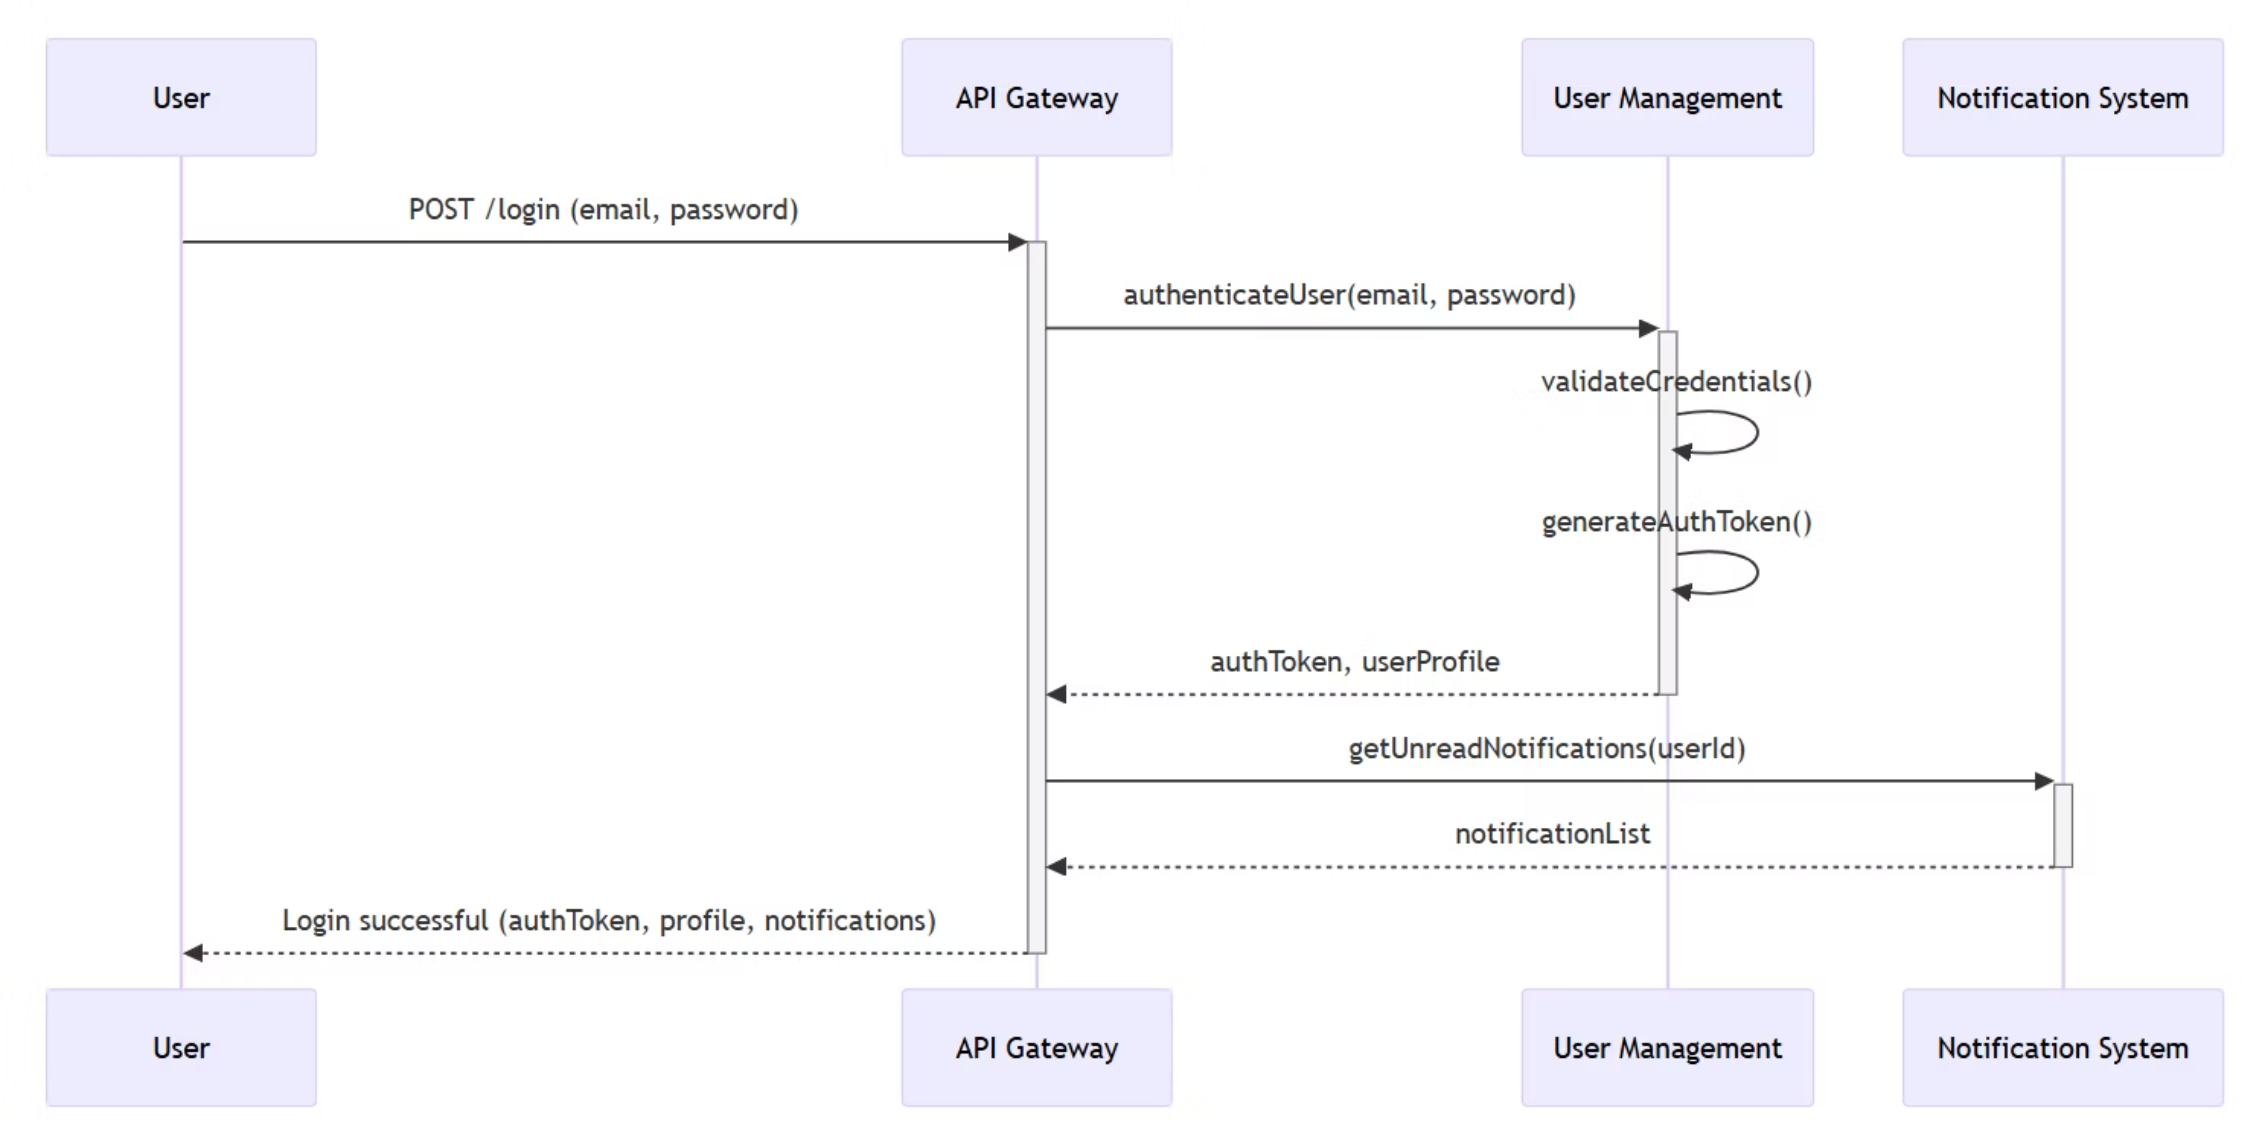 User
API Gateway
User Management
Notification System
POST /login (email, password)
authenticateUser(email, password)
validateCredentials()
generateAuthToken()
authToken, userProfile
getUnreadNotifications(userId)
notificationList
Login successful (authToken, profile, notifications)
User
API Gateway
User Management
Notification System